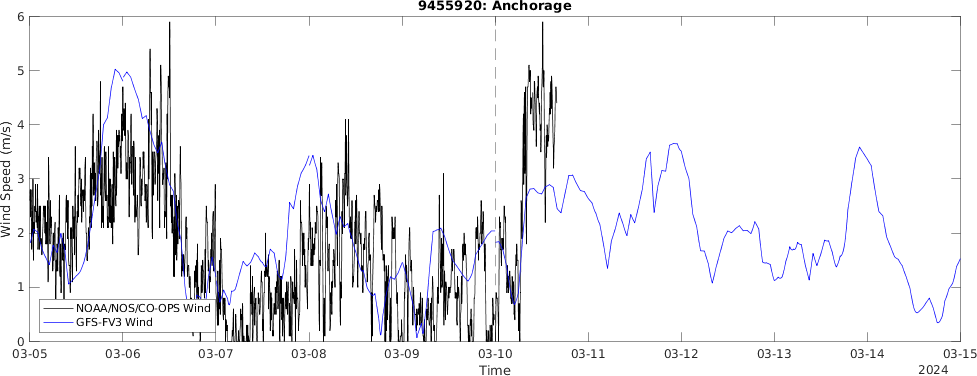 9455920: Anchorage
6
5
4
3
2
1
0
Wind Speed (m/s)
NOAA/NOS/CO-OPS Wind
GFS-FV3 Wind
03-05 03-06 03-07 03-08 03-09 03-10 03-11 03-12 03-13 03-14 03-15
Time
2024